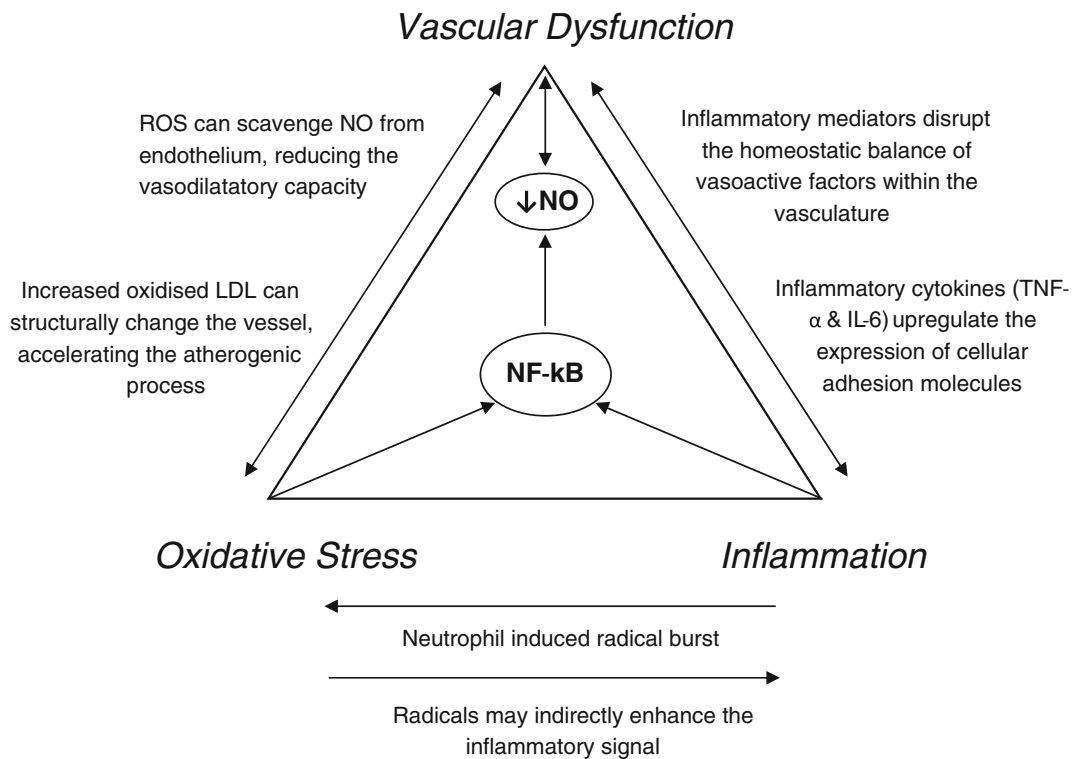 Vascular Dysfunction
ROS can scavenge NO from
endothelium, reducing the
vasodilatatory capacity
Inflammatory mediators disrupt
the homeostatic balance of
vasoactive factors within the
vasculature
↓NO
Increased oxidised LDL can
structurally change the vessel,
accelerating the atherogenic
process
Inflammatory cytokines (TNF-
α & IL-6) upregulate the
expression of cellular
adhesion molecules
NF-kB
Oxidative Stress
Inflammation
Neutrophil induced radical burst
Radicals may indirectly enhance the
inflammatory signal